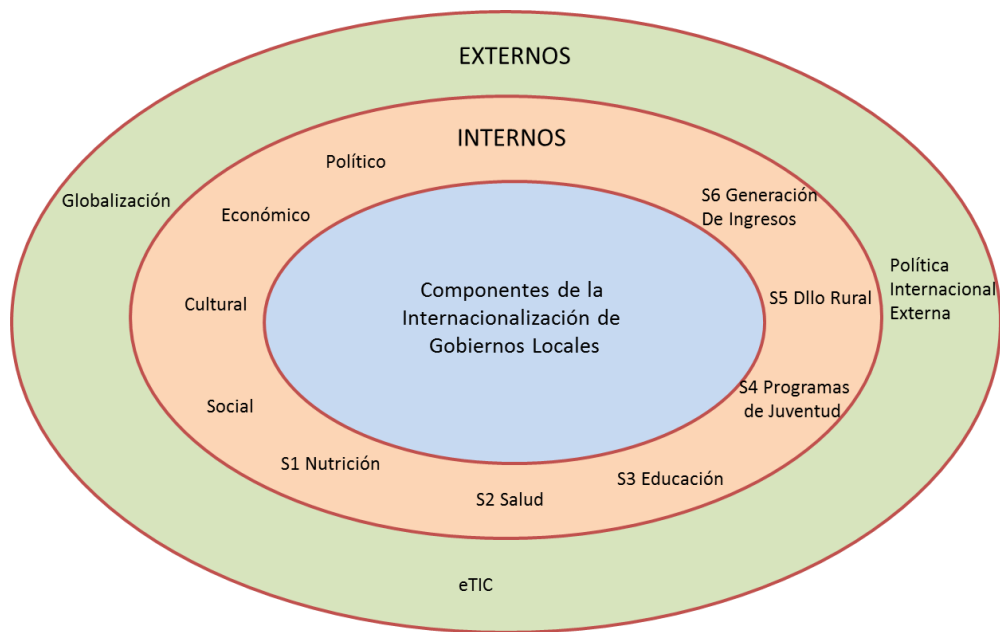 EXTERNOS
INTERNOS
Político
Globalización
Económico
S6 Generación
De Ingresos
Cultural
Componentes de la
Internacionalización de
Gobiernos Locales
S5 Dllo Rural
Política
Internacional
Externa
Social
S4 Programas
de Juventud
S1 Nutrición
S2 Salud
S3 Educación
eTIC